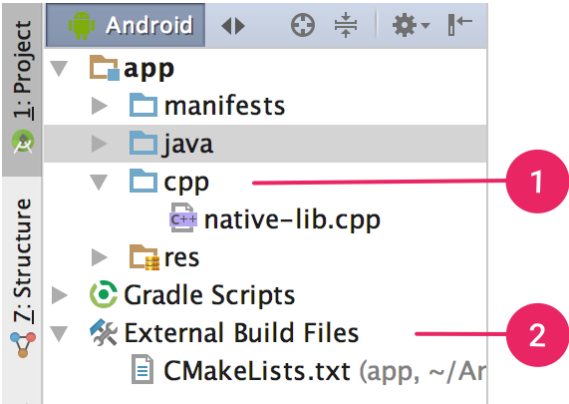 1: Project
Z: Structure
Android
app
manifests
java
cpp
1
C++ native-lib.cpp
res
Gradle Scripts
External Build Files
2
CMakeLists.txt (app, ~/Ar